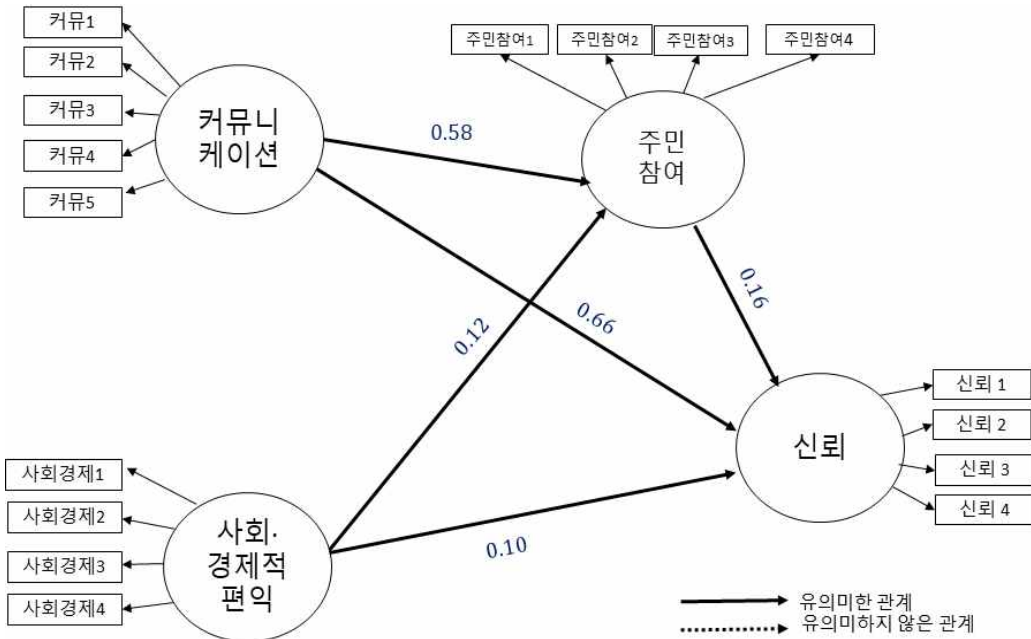 커뮤1
커뮤2
커뮤3
커뮤4
커뮤5
커뮤니
케이션
주민참여1
주민참여2
주민참여3
주민참여4
주민
참여
0.58
0.66
0.12
0.16
0.10
신뢰
신뢰 1
신뢰 2
신뢰 3
신뢰 4
사회경제1
사회경제2
사회경제3
사회경제4
사회·
경제적
편익
유의미한 관계
유의미하지 않은 관계